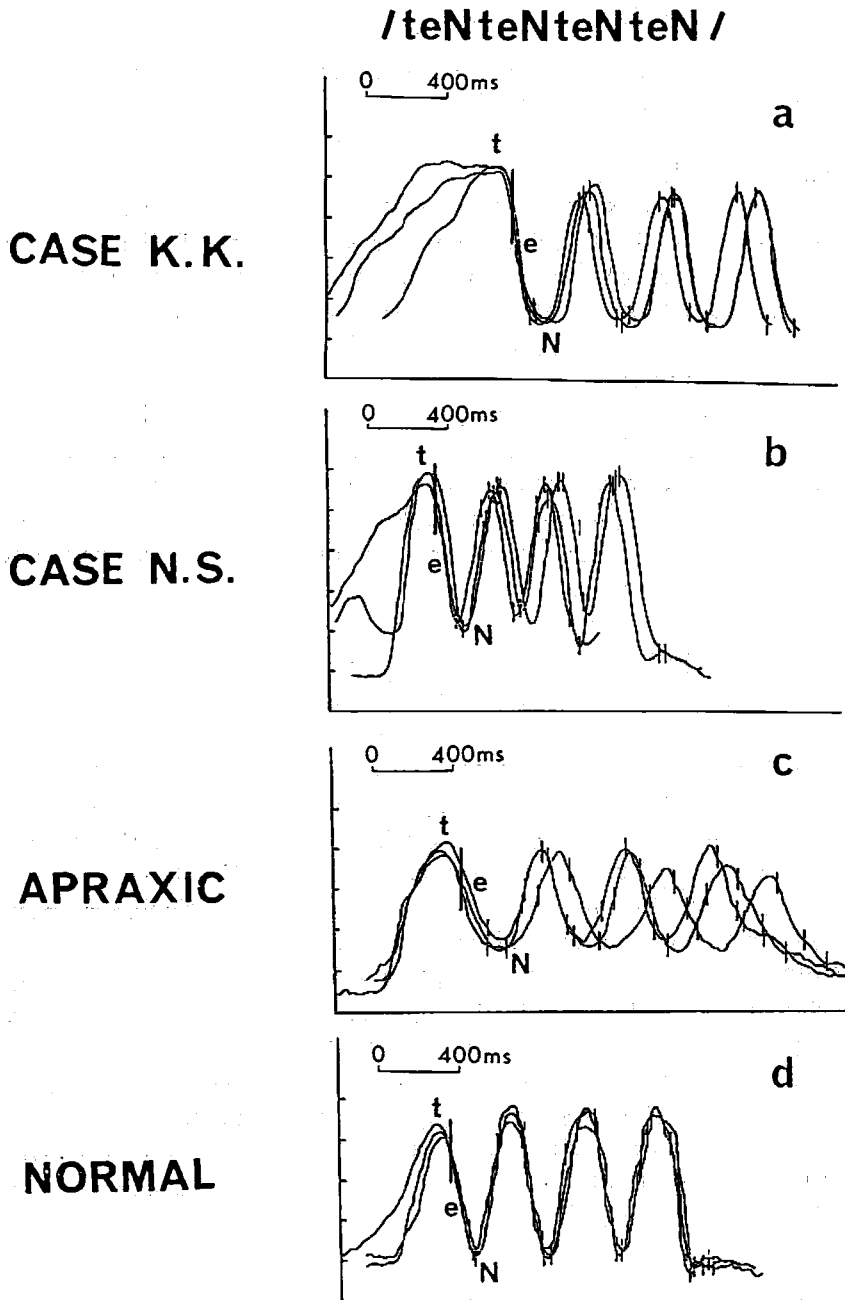 /teNteNteNteN/
0 400ms
a
t
CASE K.K.
e
N
0 400ms
b
t
CASE N.S.
e
N
0 400ms
c
t
APRAXIC
e
N
0 400ms
d
t
NORMAL
e
N